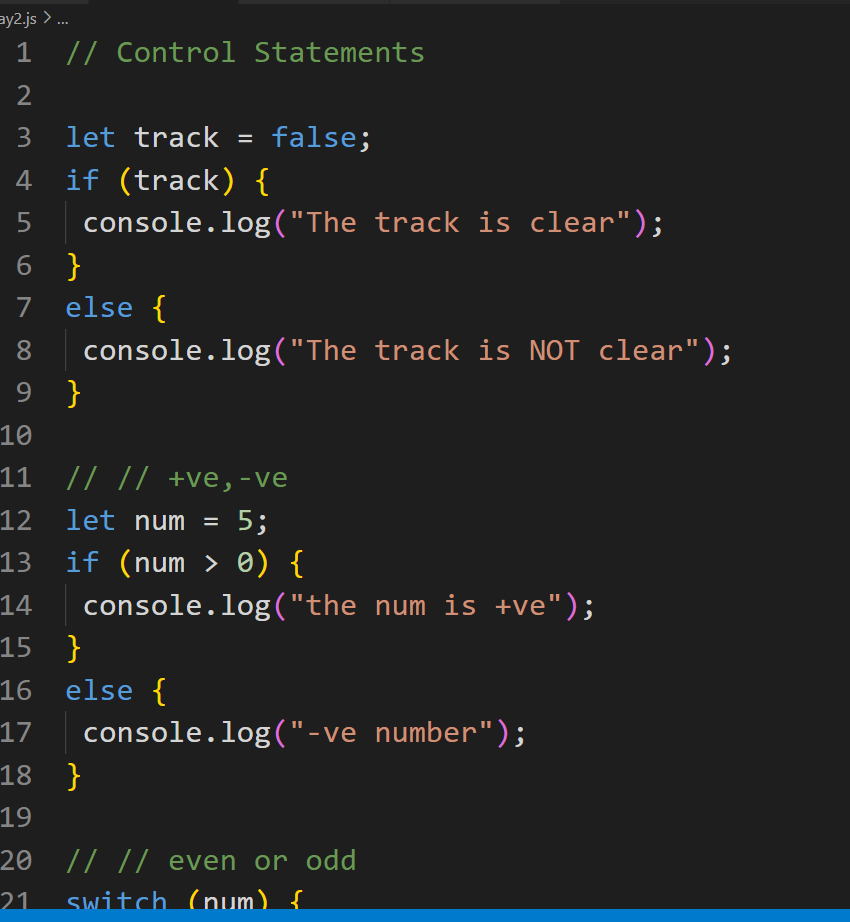 ay2.js > ...
1 // Control Statements
2
3 let track = false;
4 if (track) {
5 console.log("The track is clear");
6 }
7 else {
8 console.log("The track is NOT clear");
9 }
10
11 // // +ve,-ve
12 let num = 5;
13 if (num > 0) {
14 console.log("the num is +ve");
15 }
16 else {
17 console.log("-ve number");
18 }
19
20 // // even or odd
21 switch (num) {